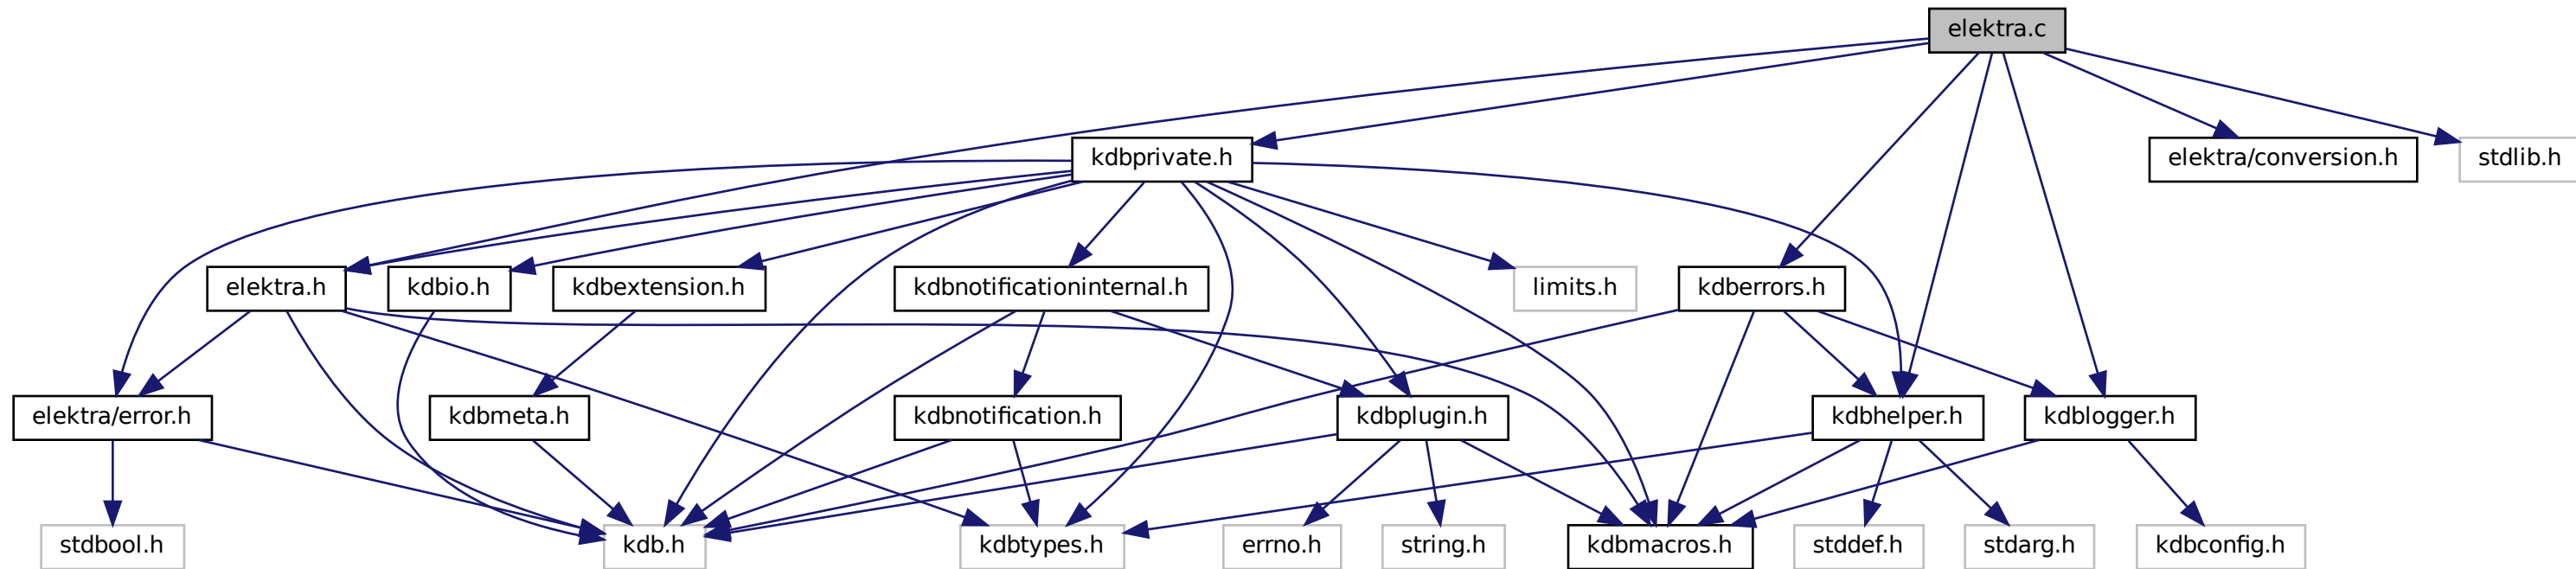 elektra.c
kdbprivate.h
elektra/conversion.h
stdlib.h
elektra.h
kdbio.h
kdbextension.h
kdbnotificationinternal.h
limits.h
kdberrors.h
elektra/error.h
kdbmeta.h
kdbnotification.h
kdbplugin.h
kdbhelper.h
kdblogger.h
stdbool.h
kdb.h
kdbtypes.h
errno.h
string.h
kdbmacros.h
stddef.h
stdarg.h
kdbconfig.h